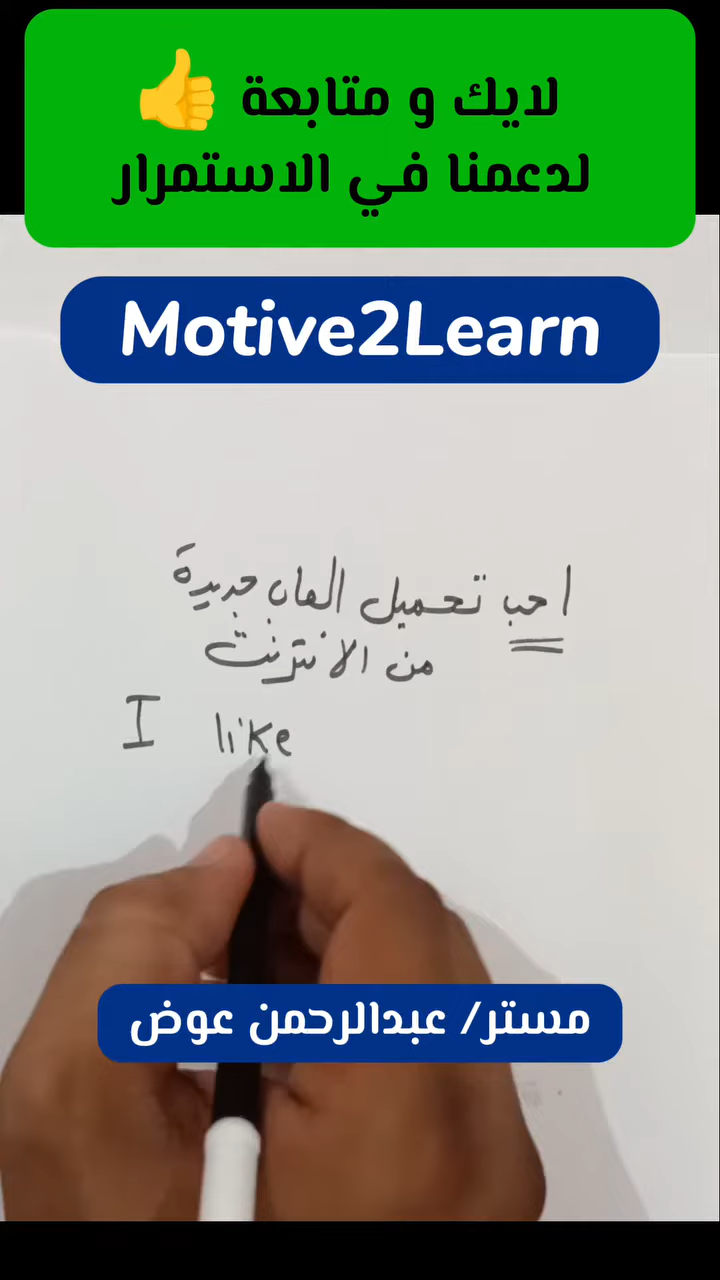 لايك و متابعة 👍
لدعمنا في الاستمرار
Motive2Learn
احب تحميل العاب جديدة
من الانترنت
I like
مستر/ عبدالرحمن عوض